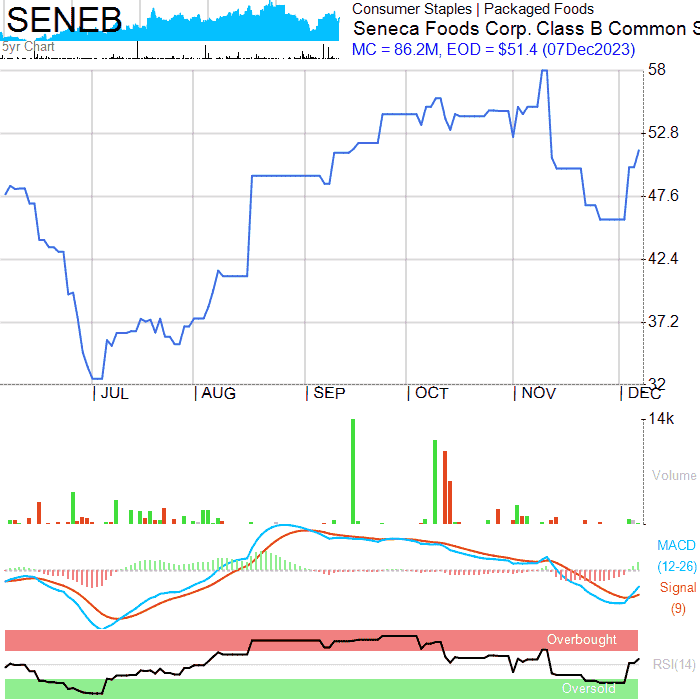 SENEB
Consumer Staples | Packaged Foods
Seneca Foods Corp. Class B Common S
MC = 86.2M, EOD = $51.4 (07Dec2023)
5yr Chart
58
52.8
47.6
42.4
37.2
32
JUL AUG SEP OCT NOV DEC
14k
Volume
MACD
(12-26)
Signal
(9)
Overbought
RSI(14)
Oversold